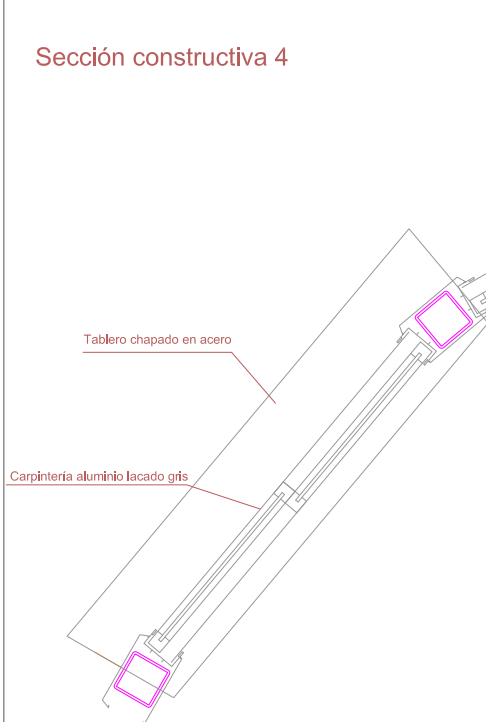 Sección constructiva 4
Tablero chapado en acero
Carpintería aluminio lacado gris